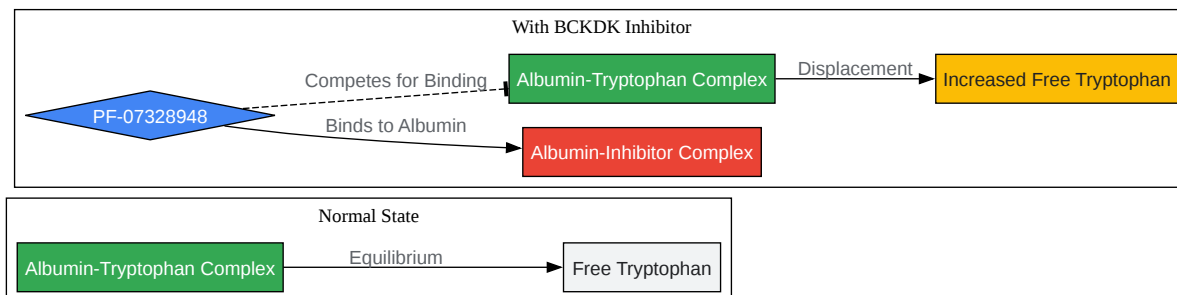 With BCKDK Inhibitor
Competes for Binding
Albumin-Tryptophan Complex
Displacement
Increased Free Tryptophan
PF-07328948
Binds to Albumin
Albumin-Inhibitor Complex
Normal State
Albumin-Tryptophan Complex
Equilibrium
Free Tryptophan